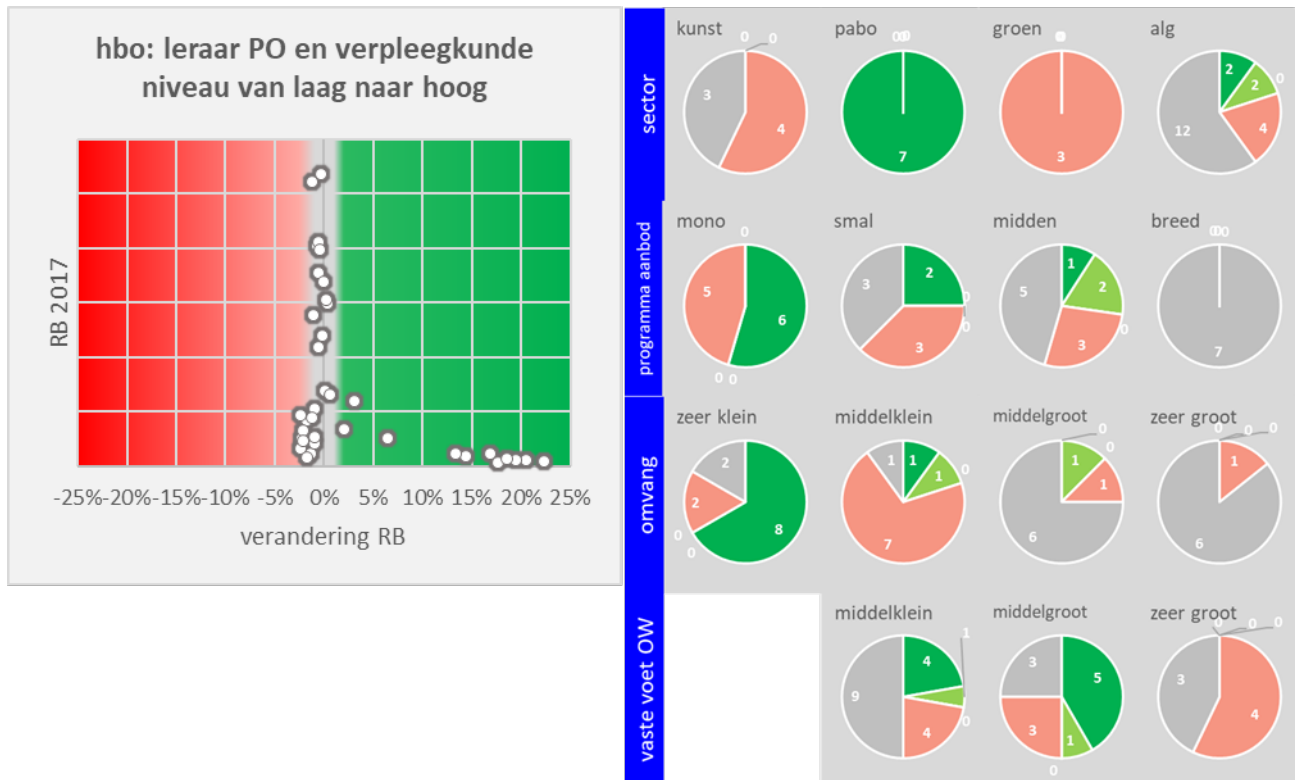 hbo: leraar PO en verpleegkunde
niveau van laag naar hoog
RB 2017
-25% -20% -15% -10% -5% 0% 5% 10% 15% 20% 25%
verandering RB
sector
kunst pabo groen alg
0 0 3 4
0 0 0 7
0 0 3
2 2 0 4 12
programma aanbod
mono smal midden breed
0 5 6 0 0
2 3 0 0 3
1 2 5 0 3
0 0 0 7
omvang
zeer klein middelklein middelgroot zeer groot
2 2 8 0 0
1 1 1 0 7
0 0 1 1 6
0 0 0 1 6
vaste voet OW
middelklein middelgroot zeer groot
1 4 9 0 4
3 5 3 1 0
0 0 0 3 4